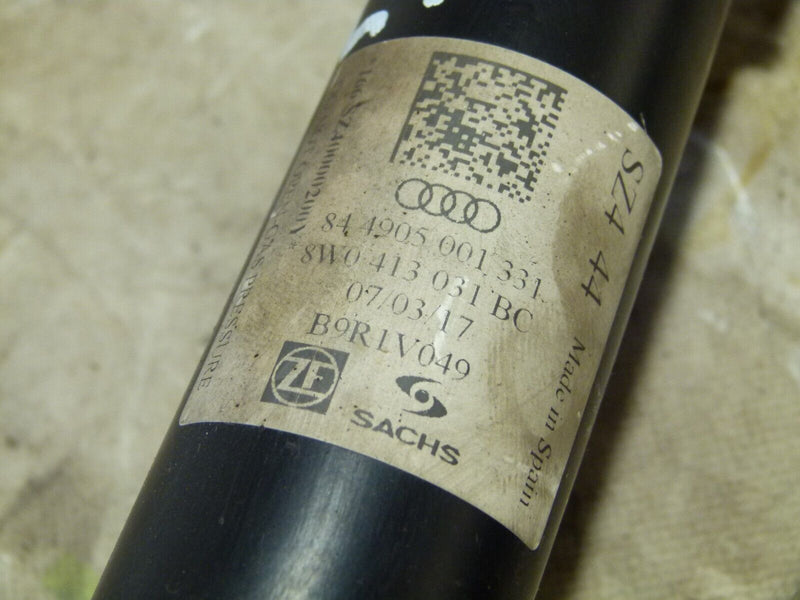 84 4905 001 331
*8W0 413 031 BC
07/03/17
B9R1V049
ZF
SACHS
SZ4 44
Made in Spain
PRESSURE